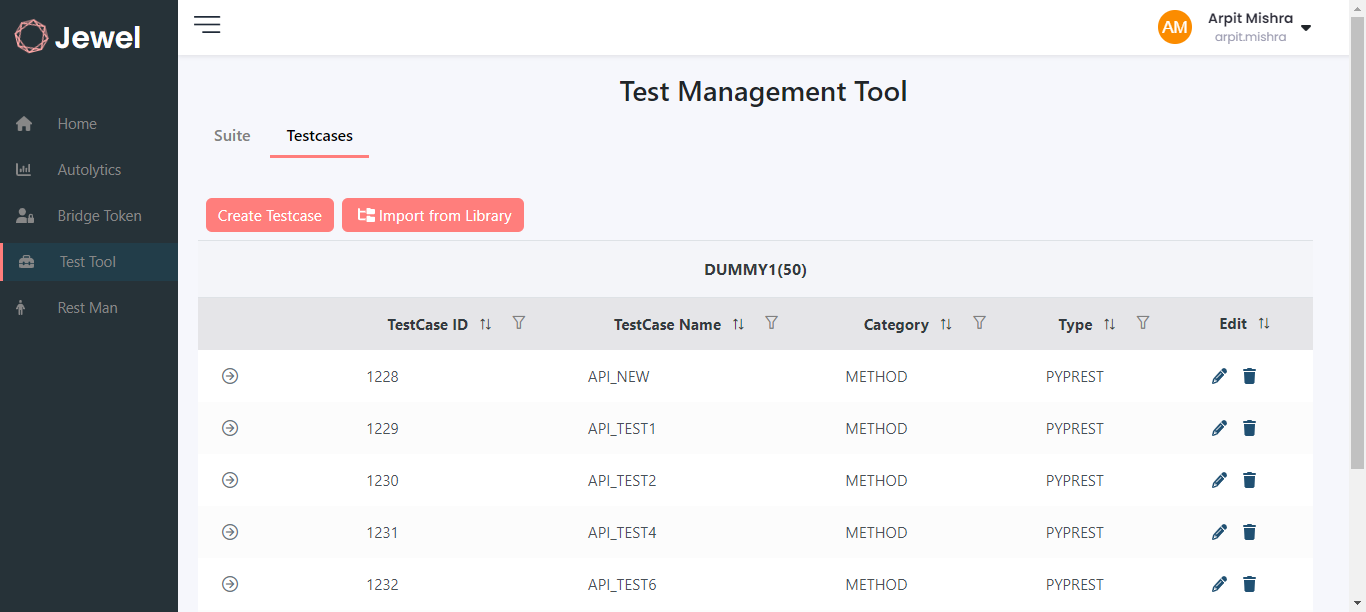 Jewel
AM
Arpit Mishra
arpit.mishra
Home
Autolytics
Bridge Token
Test Tool
Rest Man
Test Management Tool
Suite Testcases
Create Testcase Import from Library
DUMMY1(50)
TestCase ID TestCase Name Category Type Edit
1228 API_NEW METHOD PYPREST
1229 API_TEST1 METHOD PYPREST
1230 API_TEST2 METHOD PYPREST
1231 API_TEST4 METHOD PYPREST
1232 API_TEST6 METHOD PYPREST